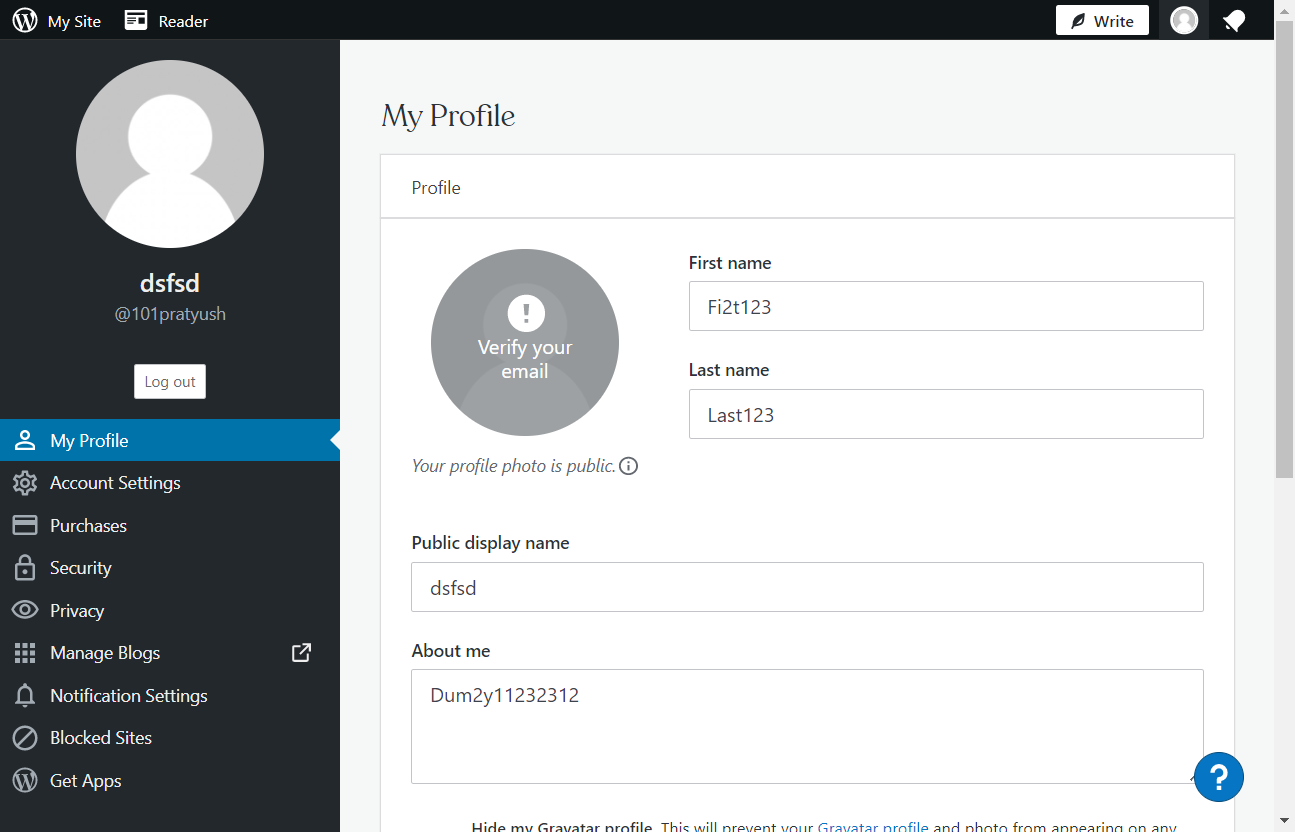 My Site
Reader
Write
dsfsd
@101pratyush
Log out
My Profile
Account Settings
Purchases
Security
Privacy
Manage Blogs
Notification Settings
Blocked Sites
Get Apps
My Profile
Profile
Verify your
email
Your profile photo is public.
First name
Fi2t123
Last name
Last123
Public display name
dsfsd
About me
Dum2y11232312
Hide my Gravatar profile. This will prevent your Gravatar profile and photo from appearing on any